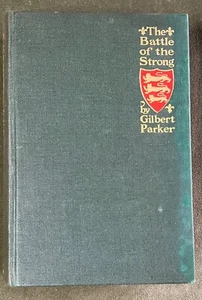 The
Battle
of the
Strong
by
Gilbert
Parker